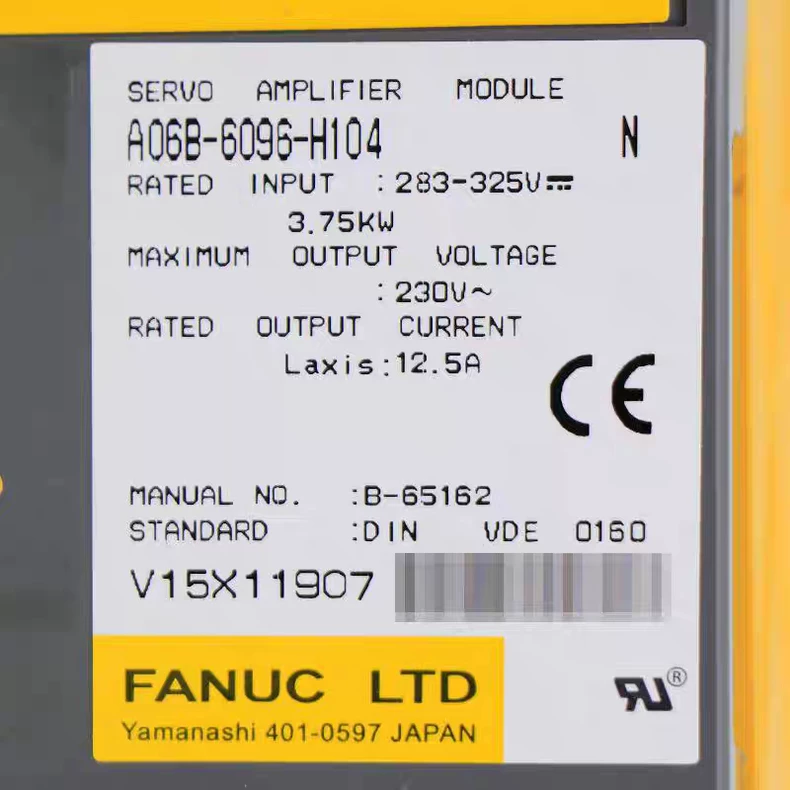 SERVO AMPLIFIER MODULE
A06B-6096-H104 N
RATED INPUT :283-325V⎓
3.75KW
MAXIMUM OUTPUT VOLTAGE
:230V~
RATED OUTPUT CURRENT
Laxis:12.5A
CE
MANUAL NO. :B-65162
STANDARD :DIN VDE 0160
V15X11907
FANUC LTD
Yamanashi 401-0597 JAPAN
RU®